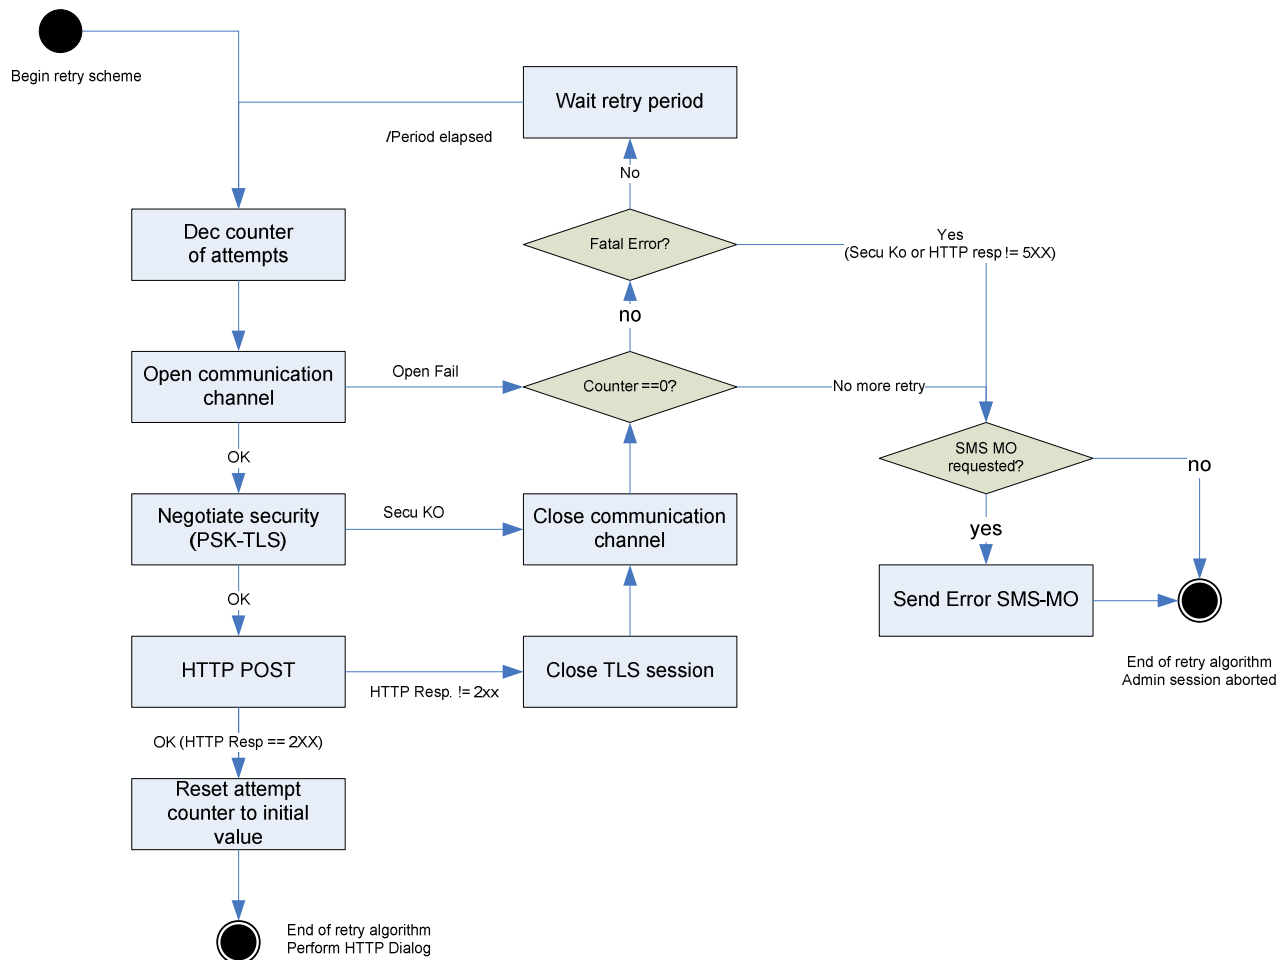 Begin retry scheme
Wait retry period
/Period elapsed
No
Dec counter
of attempts
Fatal Error?
Yes
(Secu Ko or HTTP resp != 5XX)
no
Open communication
channel
Open Fail
Counter ==0?
No more retry
OK
SMS MO
requested?
no
Negotiate security
(PSK-TLS)
Secu KO
Close communication
channel
yes
OK
Send Error SMS-MO
HTTP POST
HTTP Resp. != 2xx
Close TLS session
End of retry algorithm
Admin session aborted
OK (HTTP Resp == 2XX)
Reset attempt
counter to initial
value
End of retry algorithm
Perform HTTP Dialog